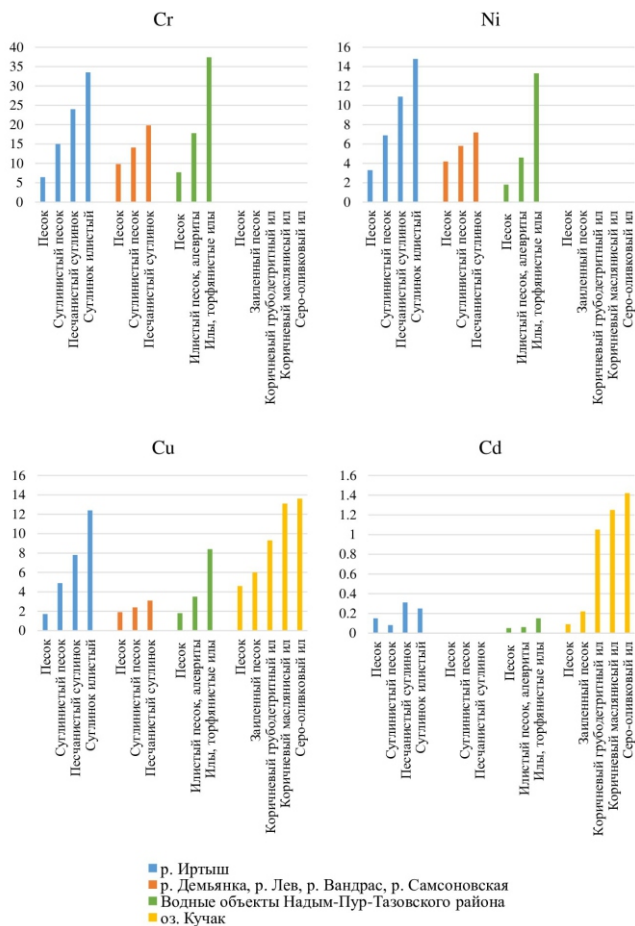 Cr
40
35
30
25
20
15
10
5
0
Песок
Суглинистый песок
Песчанистый суглинок
Суглинок илистый
Песок
Суглинистый песок
Песчанистый суглинок
Песок
Илистый песок, алевриты
Илы, торфянистые илы
Песок
Заиленный песок
Коричневый грубодетритный ил
Коричневый маслянисый ил
Серо-оливковый ил
Ni
16
14
12
10
8
6
4
2
0
Песок
Суглинистый песок
Песчанистый суглинок
Суглинок илистый
Песок
Суглинистый песок
Песчанистый суглинок
Песок
Илистый песок, алевриты
Илы, торфянистые илы
Песок
Заиленный песок
Коричневый грубодетритный ил
Коричневый маслянисый ил
Серо-оливковый ил
Cu
16
14
12
10
8
6
4
2
0
Песок
Суглинистый песок
Песчанистый суглинок
Суглинок илистый
Песок
Суглинистый песок
Песчанистый суглинок
Песок
Илистый песок, алевриты
Илы, торфянистые илы
Песок
Заиленный песок
Коричневый грубодетритный ил
Коричневый маслянисый ил
Серо-оливковый ил
Cd
1.6
1.4
1.2
1
0.8
0.6
0.4
0.2
0
Песок
Суглинистый песок
Песчанистый суглинок
Суглинок илистый
Песок
Суглинистый песок
Песчанистый суглинок
Песок
Илистый песок, алевриты
Илы, торфянистые илы
Песок
Заиленный песок
Коричневый грубодетритный ил
Коричневый маслянисый ил
Серо-оливковый ил
р. Иртыш
р. Демьянка, р. Лев, р. Вандрас, р. Самсоновская
Водные объекты Надым-Пур-Тазовского района
оз. Кучак